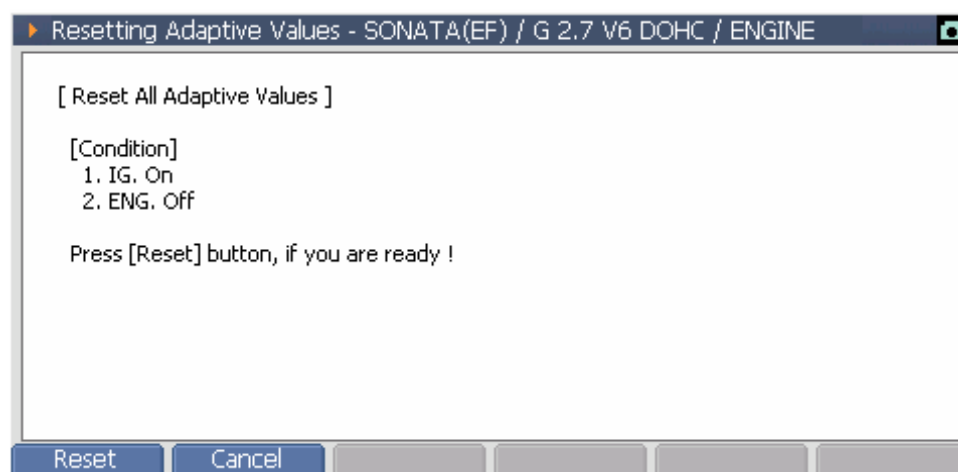 Resetting Adaptive Values - SONATA(EF) / G 2.7 V6 DOHC / ENGINE
[ Reset All Adaptive Values ]
[Condition]
1. IG. On
2. ENG. Off
Press [Reset] button, if you are ready !
Reset Cancel